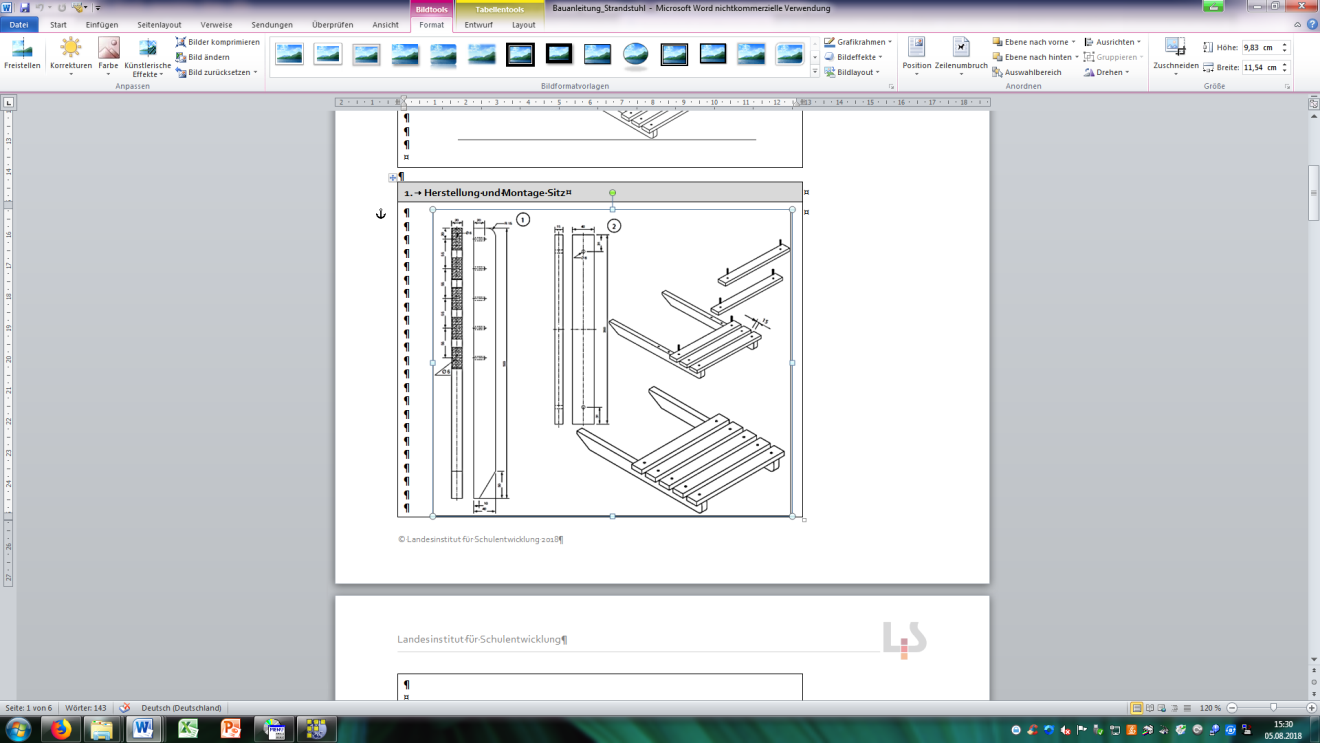 Bildtools
Tabellentools
Bauanleitung_Strandstuhl - Microsoft Word nichtkommerzielle Verwendung
Datei Start Einfügen Seitenlayout Verweise Sendungen Überprüfen Ansicht Format Entwurf Layout
Freistellen
Korrekturen
Farbe
Künstlerische Effekte
Bilder komprimieren
Bild ändern
Bild zurücksetzen
Grafikrahmen
Bildeffekte
Bildlayout
Position
Zeilenumbruch
Ebene nach vorne
Ebene nach hinten
Auswahlbereich
Ausrichten
Gruppieren
Drehen
Zuschneiden
Höhe: 9,83 cm
Breite: 11,54 cm
Anpassen
Bildformatvorlagen
Anordnen
Größe
1. Herstellung und Montage Sitz
1
2
15
© Landesinstitut für Schulentwicklung 2018
Landesinstitut für Schulentwicklung
LS
Seite: 1 von 6 Wörter: 143 Deutsch (Deutschland)
120 %
15:30
05.08.2018